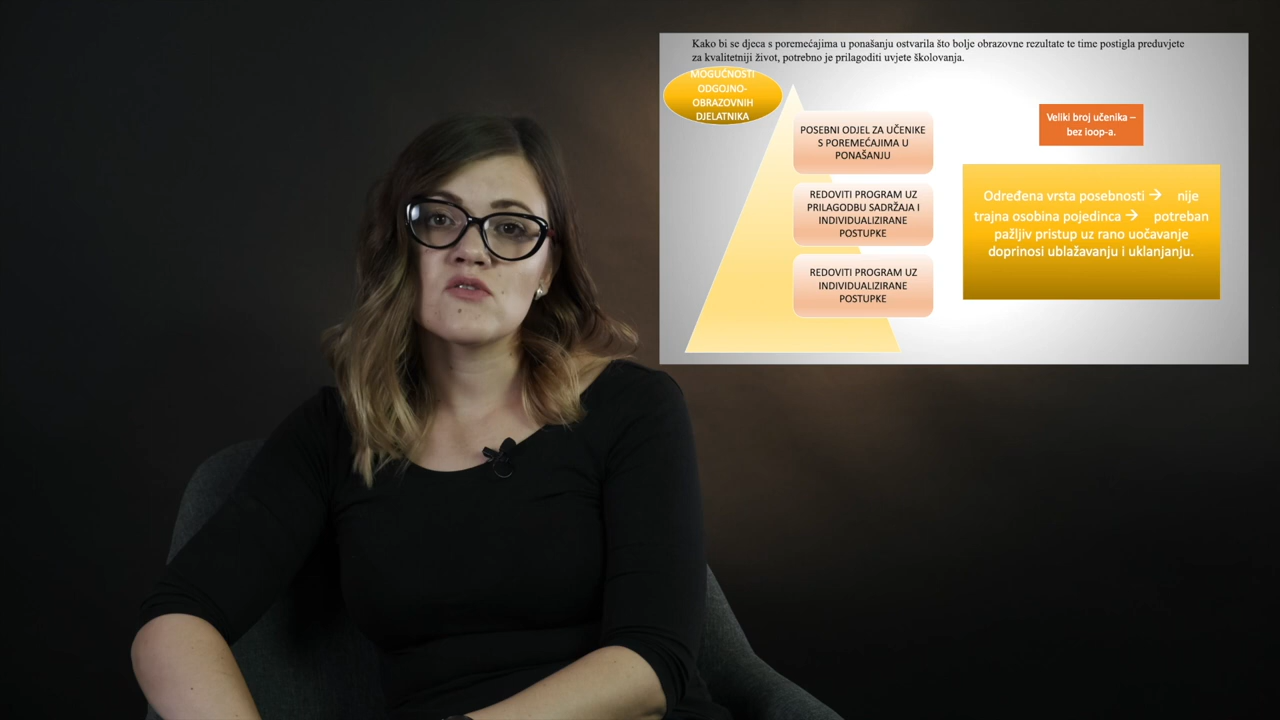 Kako bi se djeca s poremećajima u ponašanju ostvarila što bolje obrazovne rezultate te time postigla preduvjete
za kvalitetniji život, potrebno je prilagoditi uvjete školovanja.
MOGUĆNOSTI
ODGOJNO-
OBRAZOVNIH
DJELATNIKA
POSEBNI ODJEL ZA UČENIKE
S POREMEĆAJIMA U
PONAŠANJU
REDOVITI PROGRAM UZ
PRILAGODBU SADRŽAJA I
INDIVIDUALIZIRANE
POSTUPKE
REDOVITI PROGRAM UZ
INDIVIDUALIZIRANE
POSTUPKE
Veliki broj učenika –
bez ioop-a.
Određena vrsta posebnosti → nije
trajna osobina pojedinca → potreban
pažljiv pristup uz rano uočavanje
doprinosi ublažavanju i uklanjanju.